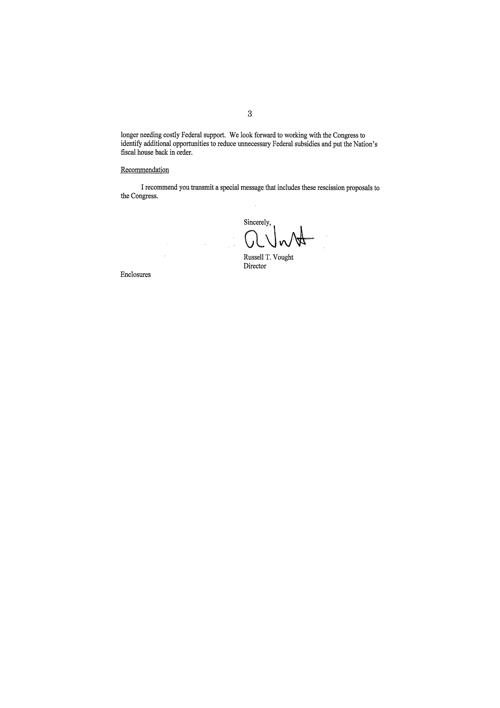 3
longer needing costly Federal support. We look forward to working with the Congress to
identify additional opportunities to reduce unnecessary Federal subsidies and put the Nation's
fiscal house back in order.
Recommendation
I recommend you transmit a special message that includes these rescission proposals to
the Congress.
Sincerely,
Russell T. Vought
Director
Enclosures